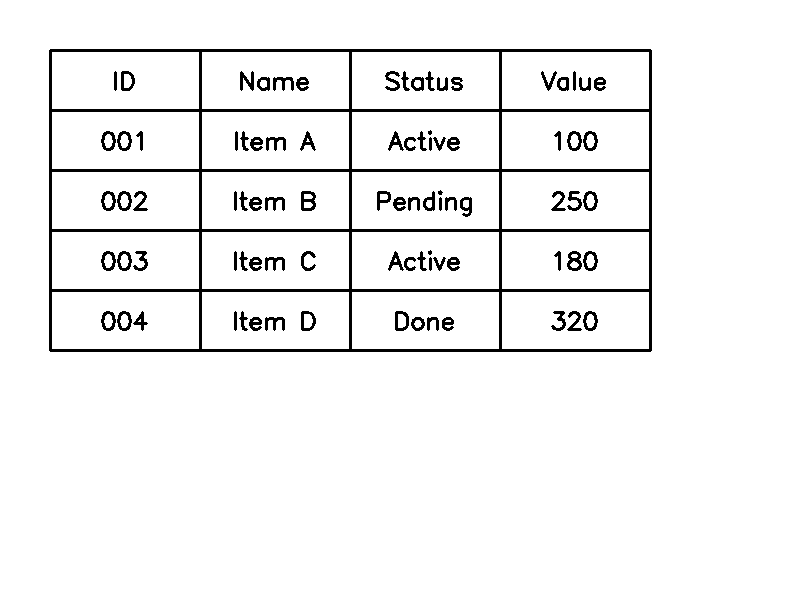 ID Name Status Value
001 Item A Active 100
002 Item B Pending 250
003 Item C Active 180
004 Item D Done 320